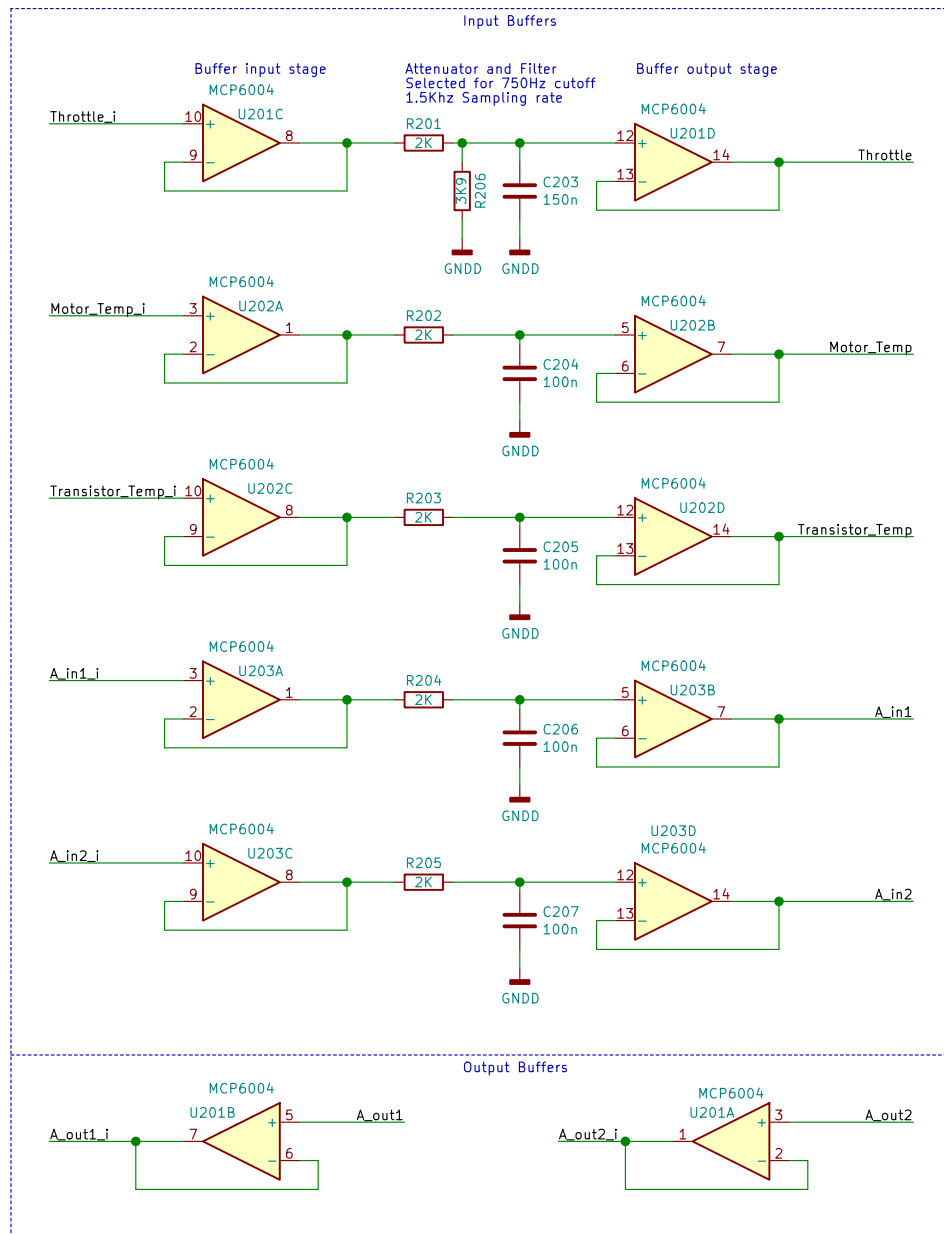 Input Buffers
Buffer input stage
Attenuator and Filter
Selected for 750Hz cutoff
1.5Khz Sampling rate
Buffer output stage
MCP6004
U201C
Throttle_i
10
+
9
−
8
R201
2K
3K9
R206
GNDD
C203
150n
GNDD
MCP6004
U201D
12
+
13
−
14
Throttle
MCP6004
U202A
Motor_Temp_i
3
+
2
−
1
R202
2K
C204
100n
GNDD
MCP6004
U202B
5
+
6
−
7
Motor_Temp
MCP6004
U202C
Transistor_Temp_i
10
+
9
−
8
R203
2K
C205
100n
GNDD
MCP6004
U202D
12
+
13
−
14
Transistor_Temp
MCP6004
U203A
A_in1_i
3
+
2
−
1
R204
2K
C206
100n
GNDD
MCP6004
U203B
5
+
6
−
7
A_in1
MCP6004
U203C
A_in2_i
10
+
9
−
8
R205
2K
C207
100n
GNDD
U203D
MCP6004
12
+
13
−
14
A_in2
Output Buffers
MCP6004
U201B
A_out1_i
7
5
+
6
−
A_out1
MCP6004
U201A
A_out2_i
1
3
+
2
−
A_out2